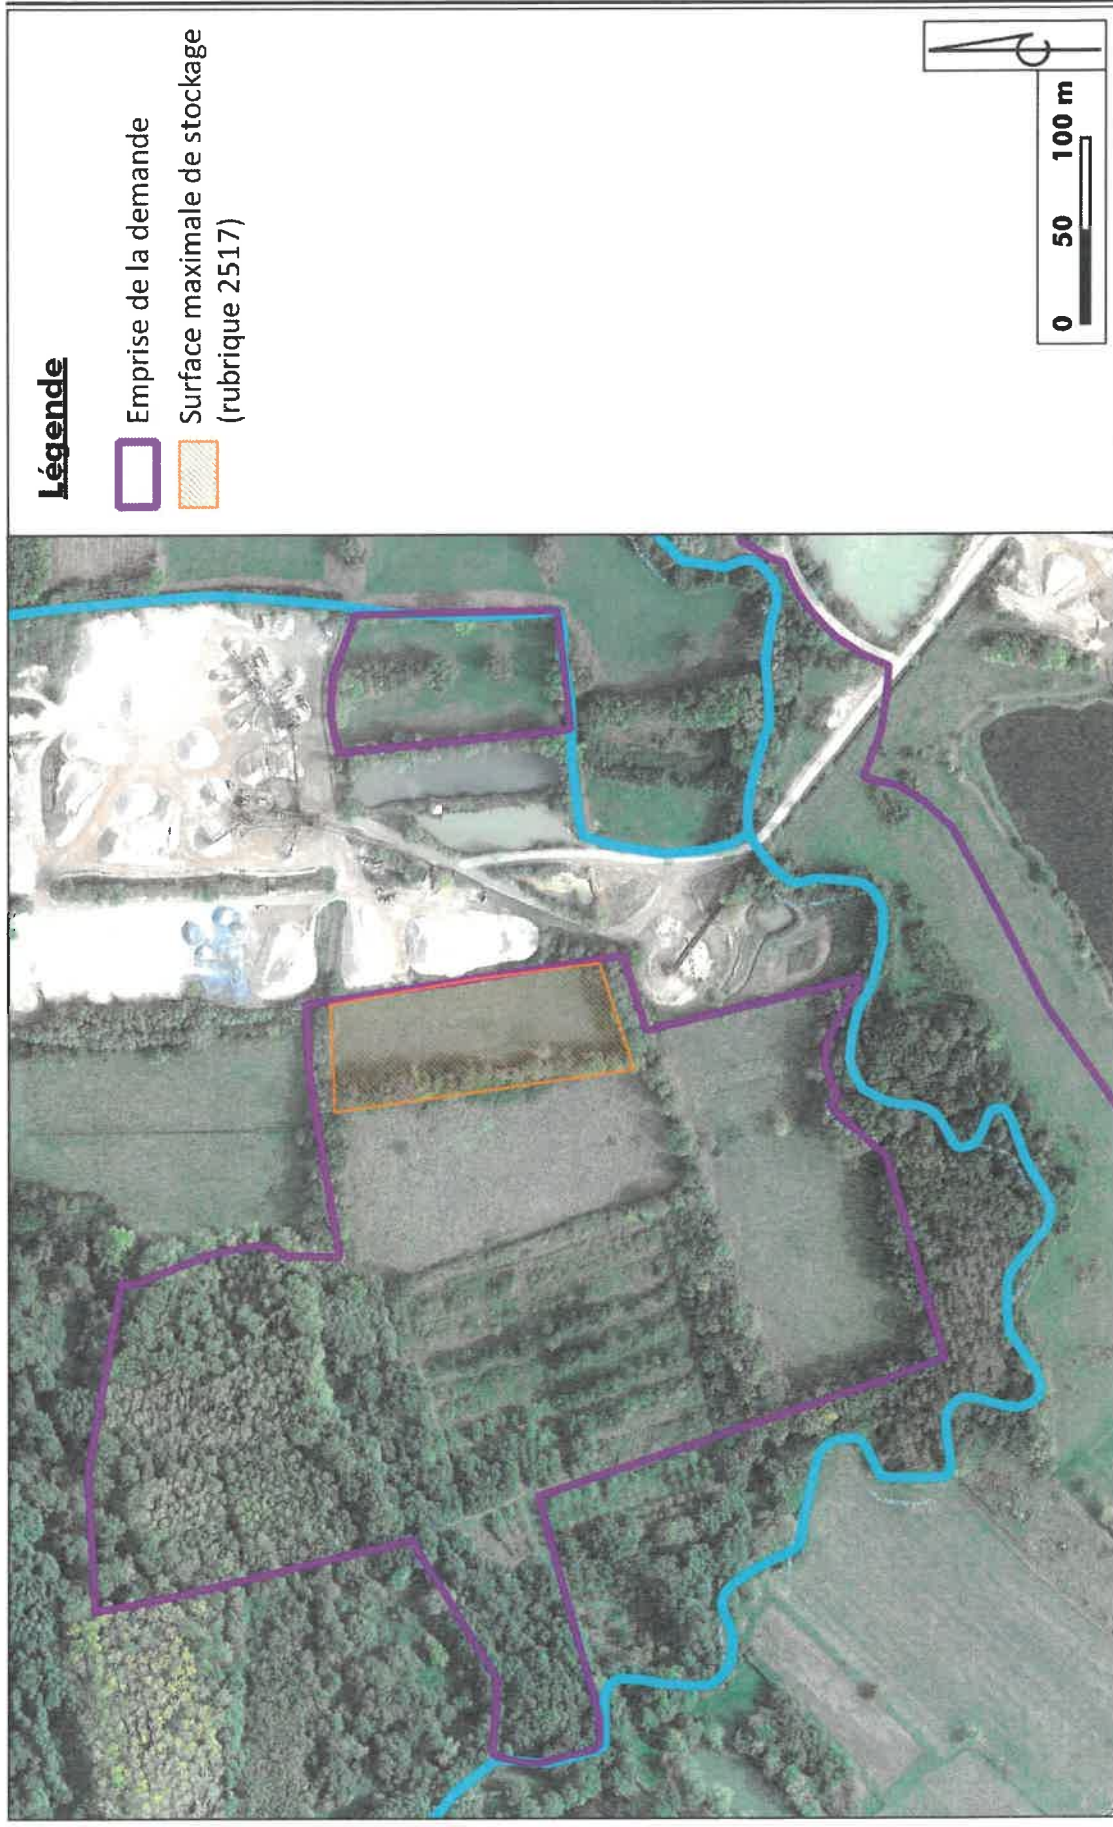 Légende
Emprise de la demande
Surface maximale de stockage
(rubrique 2517)
0 50 100 m